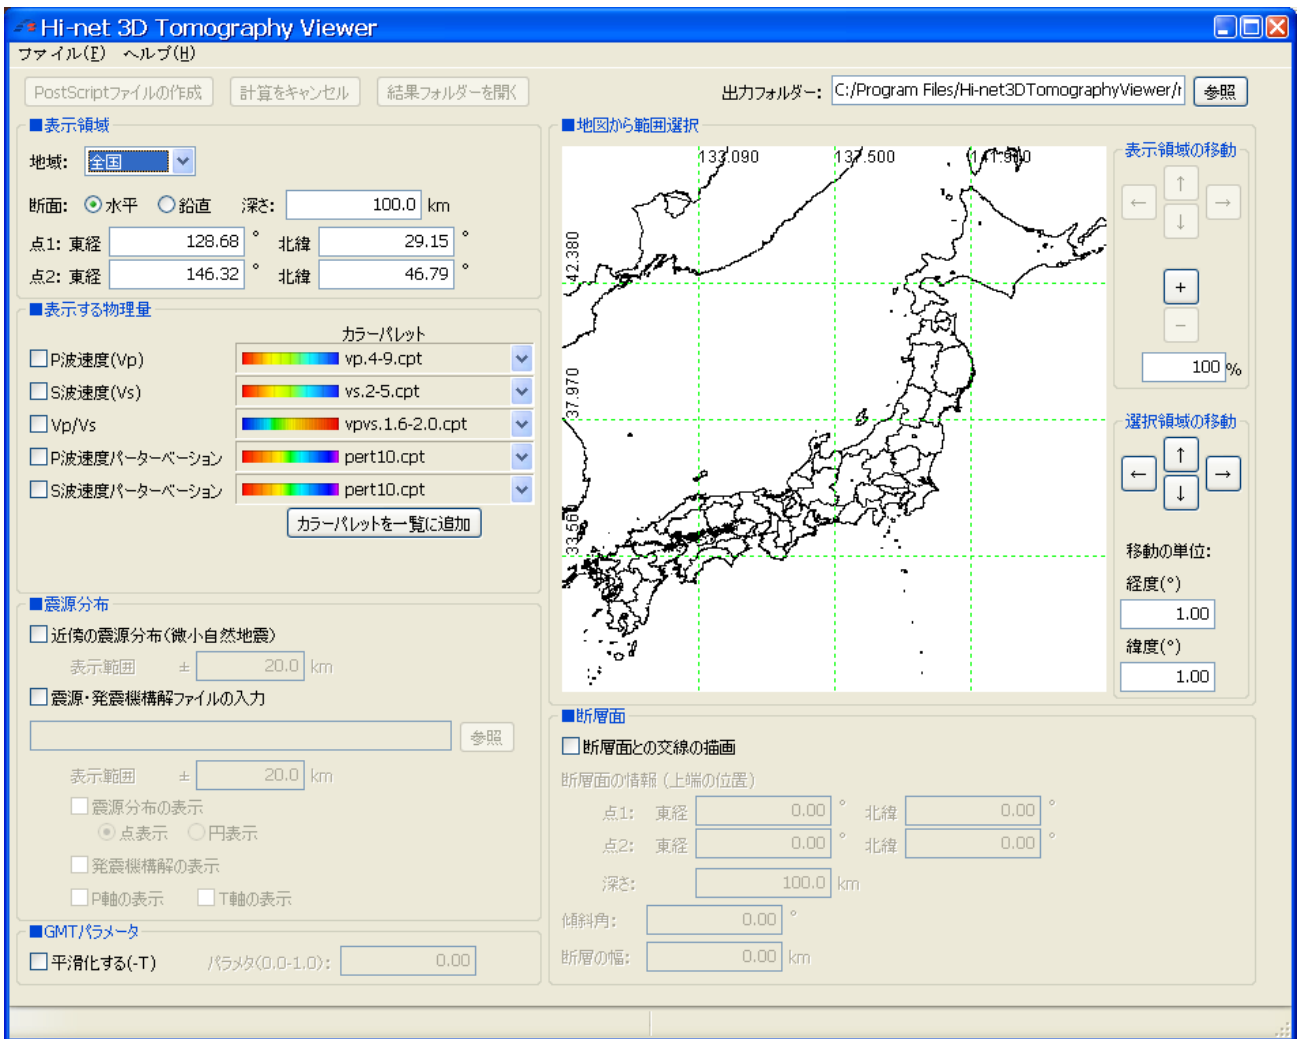 Hi-net 3D Tomography Viewer
ファイル(F) ヘルプ(H)
PostScriptファイルの作成 計算をキャンセル 結果フォルダーを開く 出力フォルダー: C:/Program Files/Hi-net3DTomographyViewer/r 参照
■表示領域
地域: 全国
断面: 水平 鉛直 深さ: 100.0 km
点1: 東経 128.68 ° 北緯 29.15 °
点2: 東経 146.32 ° 北緯 46.79 °
■表示する物理量
カラーパレット
P波速度(Vp) vp.4-9.cpt
S波速度(Vs) vs.2-5.cpt
Vp/Vs vpvs.1.6-2.0.cpt
P波速度パーターベーション pert10.cpt
S波速度パーターベーション pert10.cpt
カラーパレットを一覧に追加
■震源分布
近傍の震源分布(微小自然地震)
表示範囲 ± 20.0 km
震源・発震機構解ファイルの入力
参照
表示範囲 ± 20.0 km
震源分布の表示
点表示 円表示
発震機構解の表示
P軸の表示 T軸の表示
■GMTパラメータ
平滑化する(-T) パラメタ(0.0-1.0): 0.00
■地図から範囲選択
133.090 137.500 141.910
42.380
37.970
33.560
表示領域の移動
↑
← →
↓
+
-
100 %
選択領域の移動
↑
← →
↓
移動の単位:
経度(°)
1.00
緯度(°)
1.00
■断層面
断層面との交線の描画
断層面の情報 (上端の位置)
点1: 東経 0.00 ° 北緯 0.00 °
点2: 東経 0.00 ° 北緯 0.00 °
深さ: 100.0 km
傾斜角: 0.00 °
断層の幅: 0.00 km